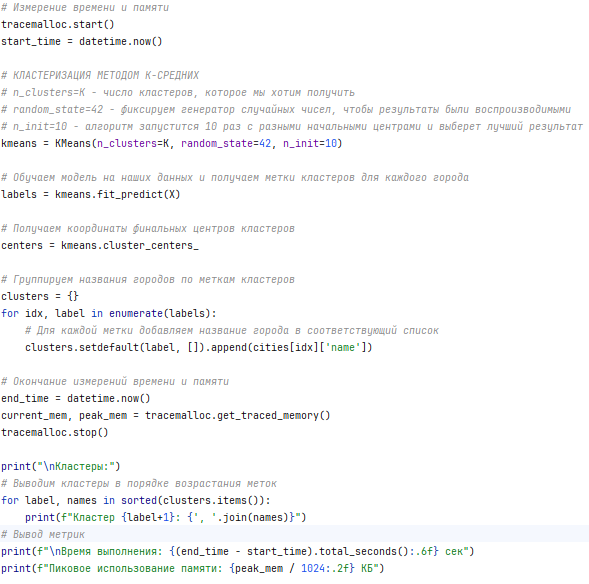 # Измерение времени и памяти
tracemalloc.start()
start_time = datetime.now()
# КЛАСТЕРИЗАЦИЯ МЕТОДОМ K-СРЕДНИХ
# n_clusters=K - число кластеров, которое мы хотим получить
# random_state=42 - фиксируем генератор случайных чисел, чтобы результаты были воспроизводимыми
# n_init=10 - алгоритм запустится 10 раз с разными начальными центрами и выберет лучший результат
kmeans = KMeans(n_clusters=K, random_state=42, n_init=10)
# Обучаем модель на наших данных и получаем метки кластеров для каждого города
labels = kmeans.fit_predict(X)
# Получаем координаты финальных центров кластеров
centers = kmeans.cluster_centers_
# Группируем названия городов по меткам кластеров
clusters = {}
for idx, label in enumerate(labels):
    # Для каждой метки добавляем название города в соответствующий список
    clusters.setdefault(label, []).append(cities[idx]['name'])
# Окончание измерений времени и памяти
end_time = datetime.now()
current_mem, peak_mem = tracemalloc.get_traced_memory()
tracemalloc.stop()
print("\nКластеры:")
# Выводим кластеры в порядке возрастания меток
for label, names in sorted(clusters.items()):
    print(f"Кластер {label+1}: {', '.join(names)}")
# Вывод метрик
print(f"\nВремя выполнения: {(end_time - start_time).total_seconds():.6f} сек")
print(f"Пиковое использование памяти: {peak_mem / 1024:.2f} КБ")